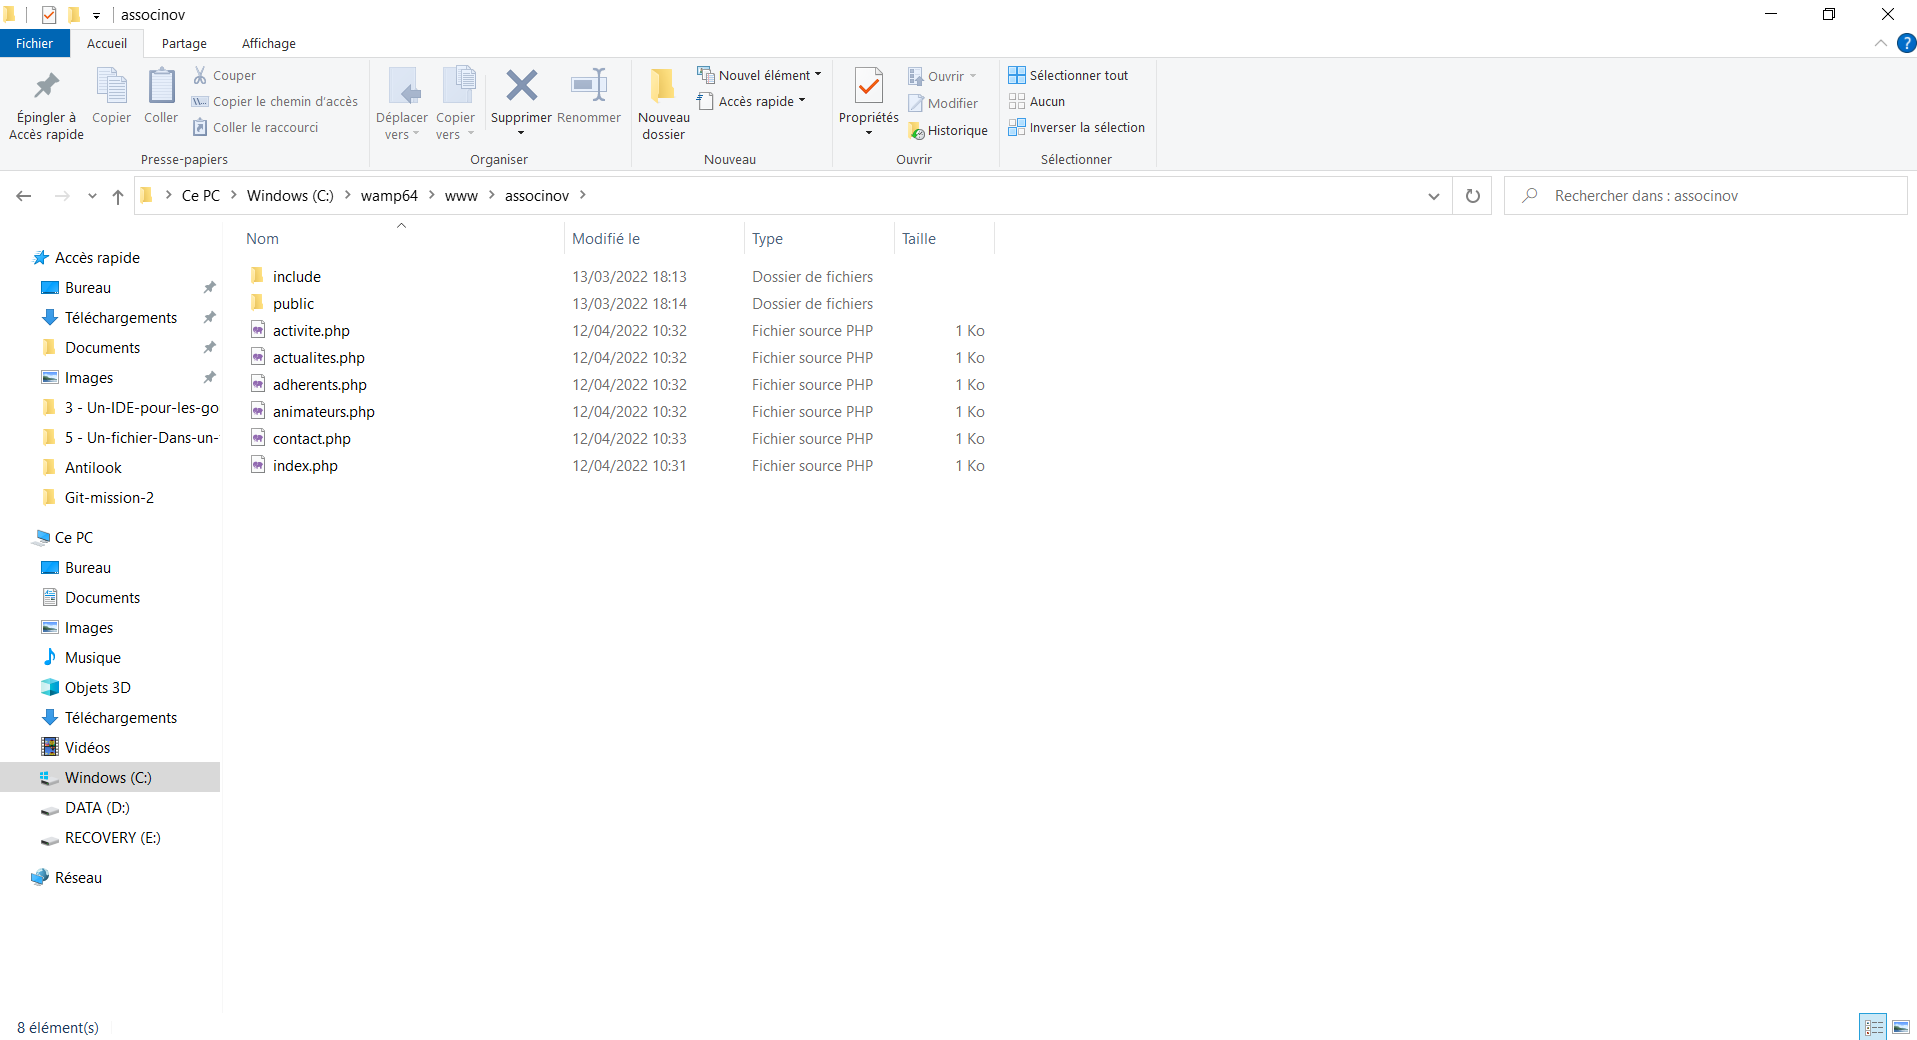 associnov
Fichier
Accueil
Partage
Affichage
Épingler à
Accès rapide
Copier
Coller
Couper
Copier le chemin d'accès
Coller le raccourci
Presse-papiers
Déplacer
vers
Copier
vers
Supprimer
Renommer
Organiser
Nouveau
dossier
Nouvel élément
Accès rapide
Nouveau
Propriétés
Ouvrir
Modifier
Historique
Ouvrir
Sélectionner tout
Aucun
Inverser la sélection
Sélectionner
Ce PC > Windows (C:) > wamp64 > www > associnov >
Rechercher dans : associnov
Nom Modifié le Type Taille
include 13/03/2022 18:13 Dossier de fichiers
public 13/03/2022 18:14 Dossier de fichiers
activite.php 12/04/2022 10:32 Fichier source PHP 1 Ko
actualites.php 12/04/2022 10:32 Fichier source PHP 1 Ko
adherents.php 12/04/2022 10:32 Fichier source PHP 1 Ko
animateurs.php 12/04/2022 10:32 Fichier source PHP 1 Ko
contact.php 12/04/2022 10:33 Fichier source PHP 1 Ko
index.php 12/04/2022 10:31 Fichier source PHP 1 Ko
Accès rapide
Bureau
Téléchargements
Documents
Images
3 - Un-IDE-pour-les-go
5 - Un-fichier-Dans-un-
Antilook
Git-mission-2
Ce PC
Bureau
Documents
Images
Musique
Objets 3D
Téléchargements
Vidéos
Windows (C:)
DATA (D:)
RECOVERY (E:)
Réseau
8 élément(s)